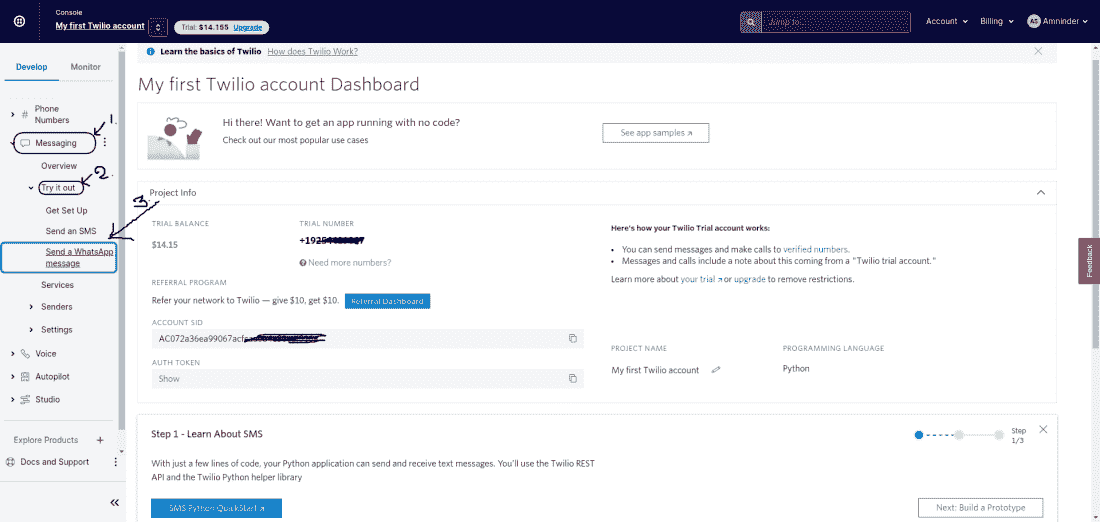 Console
My first Twilio account
Trial: $14.155 Upgrade
Jump to...
Account
Billing
AS Amninder
Develop
Monitor
Phone
Numbers
Messaging
1.
Overview
Try it out
2.
Get Set Up
Send an SMS
3.
Send a WhatsApp
message
Services
Senders
Settings
Voice
Autopilot
Studio
Explore Products +
Docs and Support
Learn the basics of Twilio How does Twilio Work?
My first Twilio account Dashboard
Hi there! Want to get an app running with no code?
Check out our most popular use cases
See app samples
Project Info
TRIAL BALANCE
$14.15
TRIAL NUMBER
Need more numbers?
REFERRAL PROGRAM
Refer your network to Twilio — give $10, get $10. Referral Dashboard
ACCOUNT SID
AUTH TOKEN
Show
Here's how your Twilio Trial account works:
• You can send messages and make calls to verified numbers.
• Messages and calls include a note about this coming from a "Twilio trial account."
Learn more about your trial or upgrade to remove restrictions.
PROJECT NAME
My first Twilio account
PROGRAMMING LANGUAGE
Python
Feedback
Step 1 - Learn About SMS
Step
1/3
With just a few lines of code, your Python application can send and receive text messages. You'll use the Twilio REST
API and the Twilio Python helper library
SMS Python QuickStart
Next: Build a Prototype